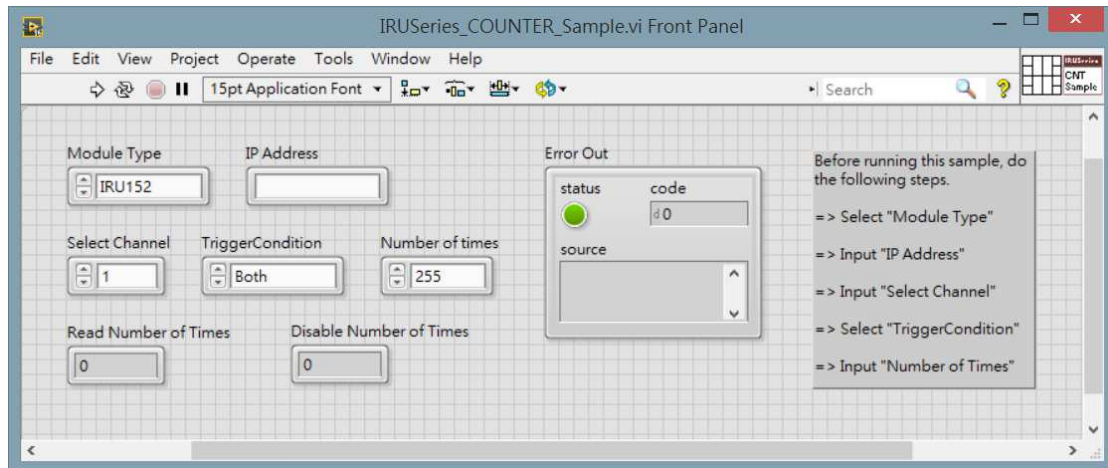 IRUSeries_COUNTER_Sample.vi Front Panel
File Edit View Project Operate Tools Window Help
15pt Application Font
Search
IRUSeries
CNT
Sample
Module Type
IP Address
IRU152
Select Channel
TriggerCondition
Number of times
1
Both
255
Read Number of Times
Disable Number of Times
0
0
Error Out
status
code
d 0
source
Before running this sample, do
the following steps.
=> Select "Module Type"
=> Input "IP Address"
=> Input "Select Channel"
=> Select "TriggerCondition"
=> Input "Number of Times"